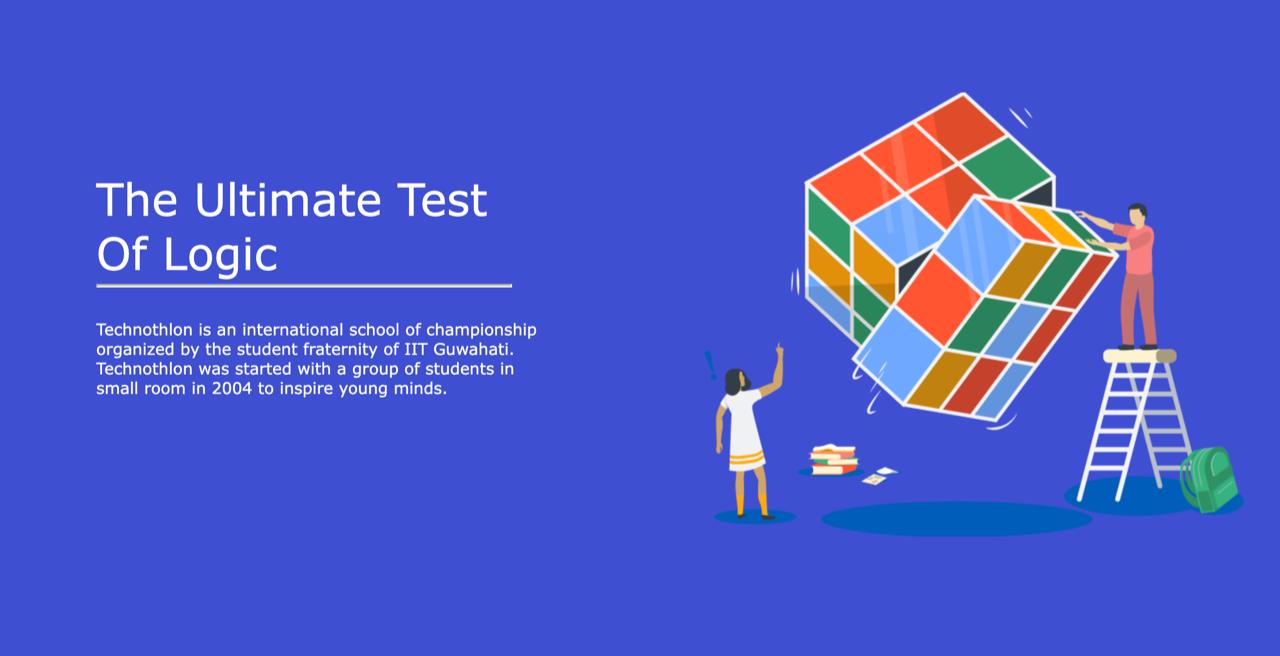 The Ultimate Test
Of Logic
Technothlon is an international school of championship
organized by the student fraternity of IIT Guwahati.
Technothlon was started with a group of students in
small room in 2004 to inspire young minds.